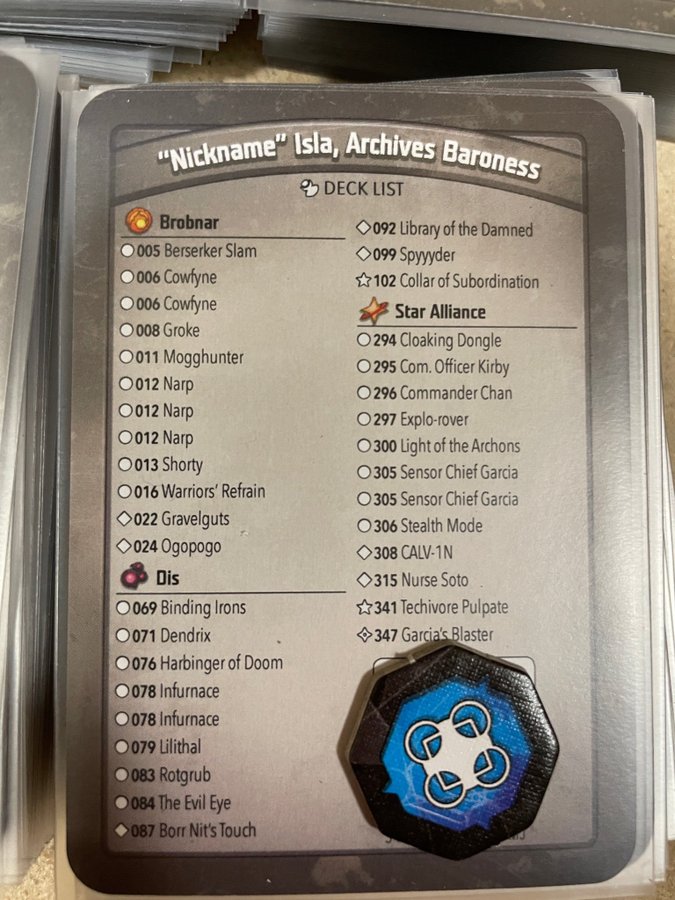 "Nickname" Isla, Archives Baroness
DECK LIST
Brobnar
005 Berserker Slam
006 Cowfyne
006 Cowfyne
008 Groke
011 Mogghunter
012 Narp
012 Narp
012 Narp
013 Shorty
016 Warriors' Refrain
022 Gravelguts
024 Ogopogo
Dis
069 Binding Irons
071 Dendrix
076 Harbinger of Doom
078 Infurnace
078 Infurnace
079 Lilithal
083 Rotgrub
084 The Evil Eye
087 Borr Nit's Touch
092 Library of the Damned
099 Spyyyder
102 Collar of Subordination
Star Alliance
294 Cloaking Dongle
295 Com. Officer Kirby
296 Commander Chan
297 Explo-rover
300 Light of the Archons
305 Sensor Chief Garcia
305 Sensor Chief Garcia
306 Stealth Mode
308 CALV-1N
315 Nurse Soto
341 Techivore Pulpate
347 Garcia's Blaster